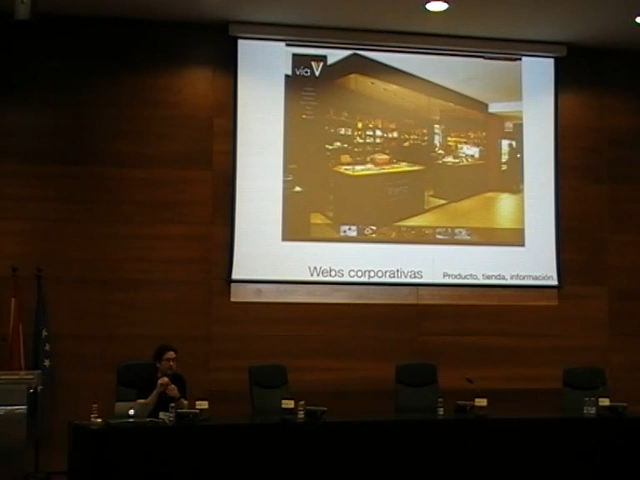 vía V
Webs corporativas
Producto, tienda, información.